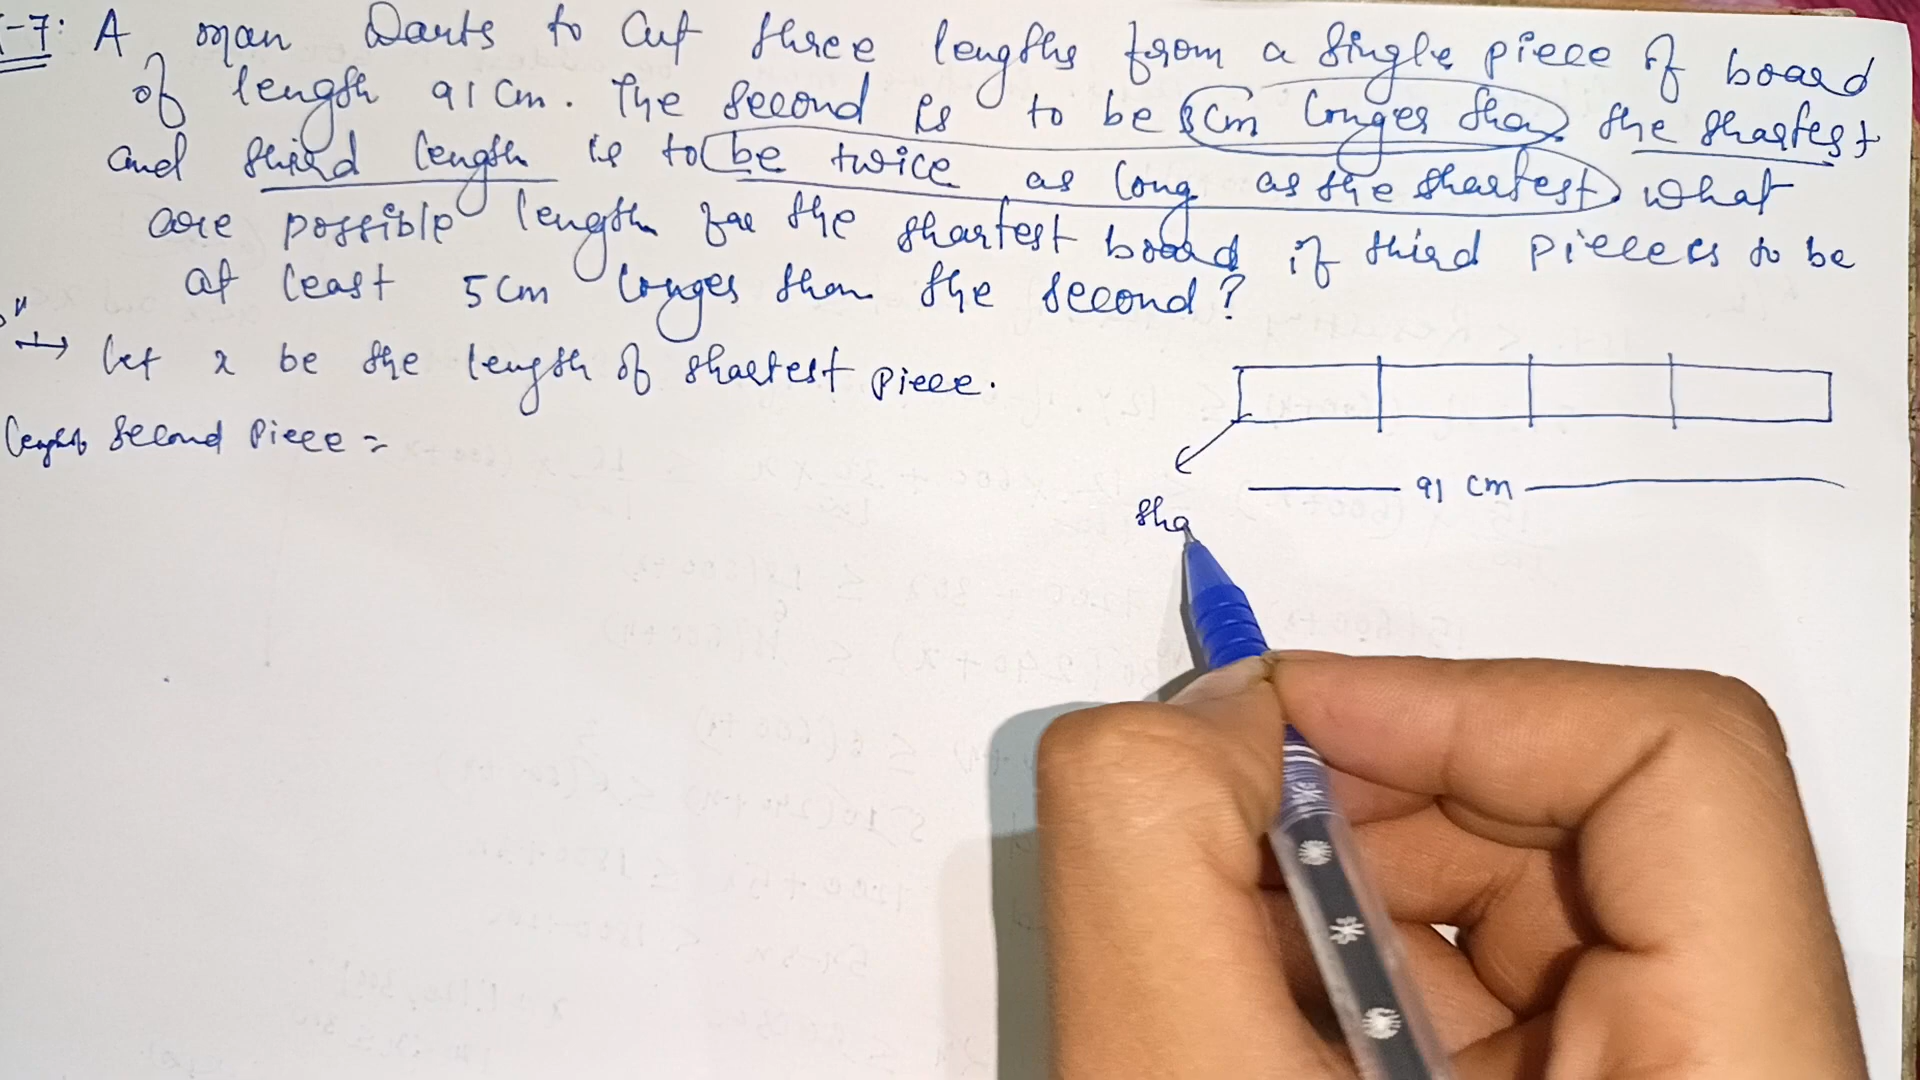 -7: A man wants to cut three lengths from a single piece of board
of length 91 cm. The second is to be 3cm longer than the shortest
and third length is to be twice as long as the shortest. What
are possible length for the shortest board if third piece is to be
at least 5 cm longer than the second?
let x be the length of shortest piece.
length second piece =
91 cm
sho